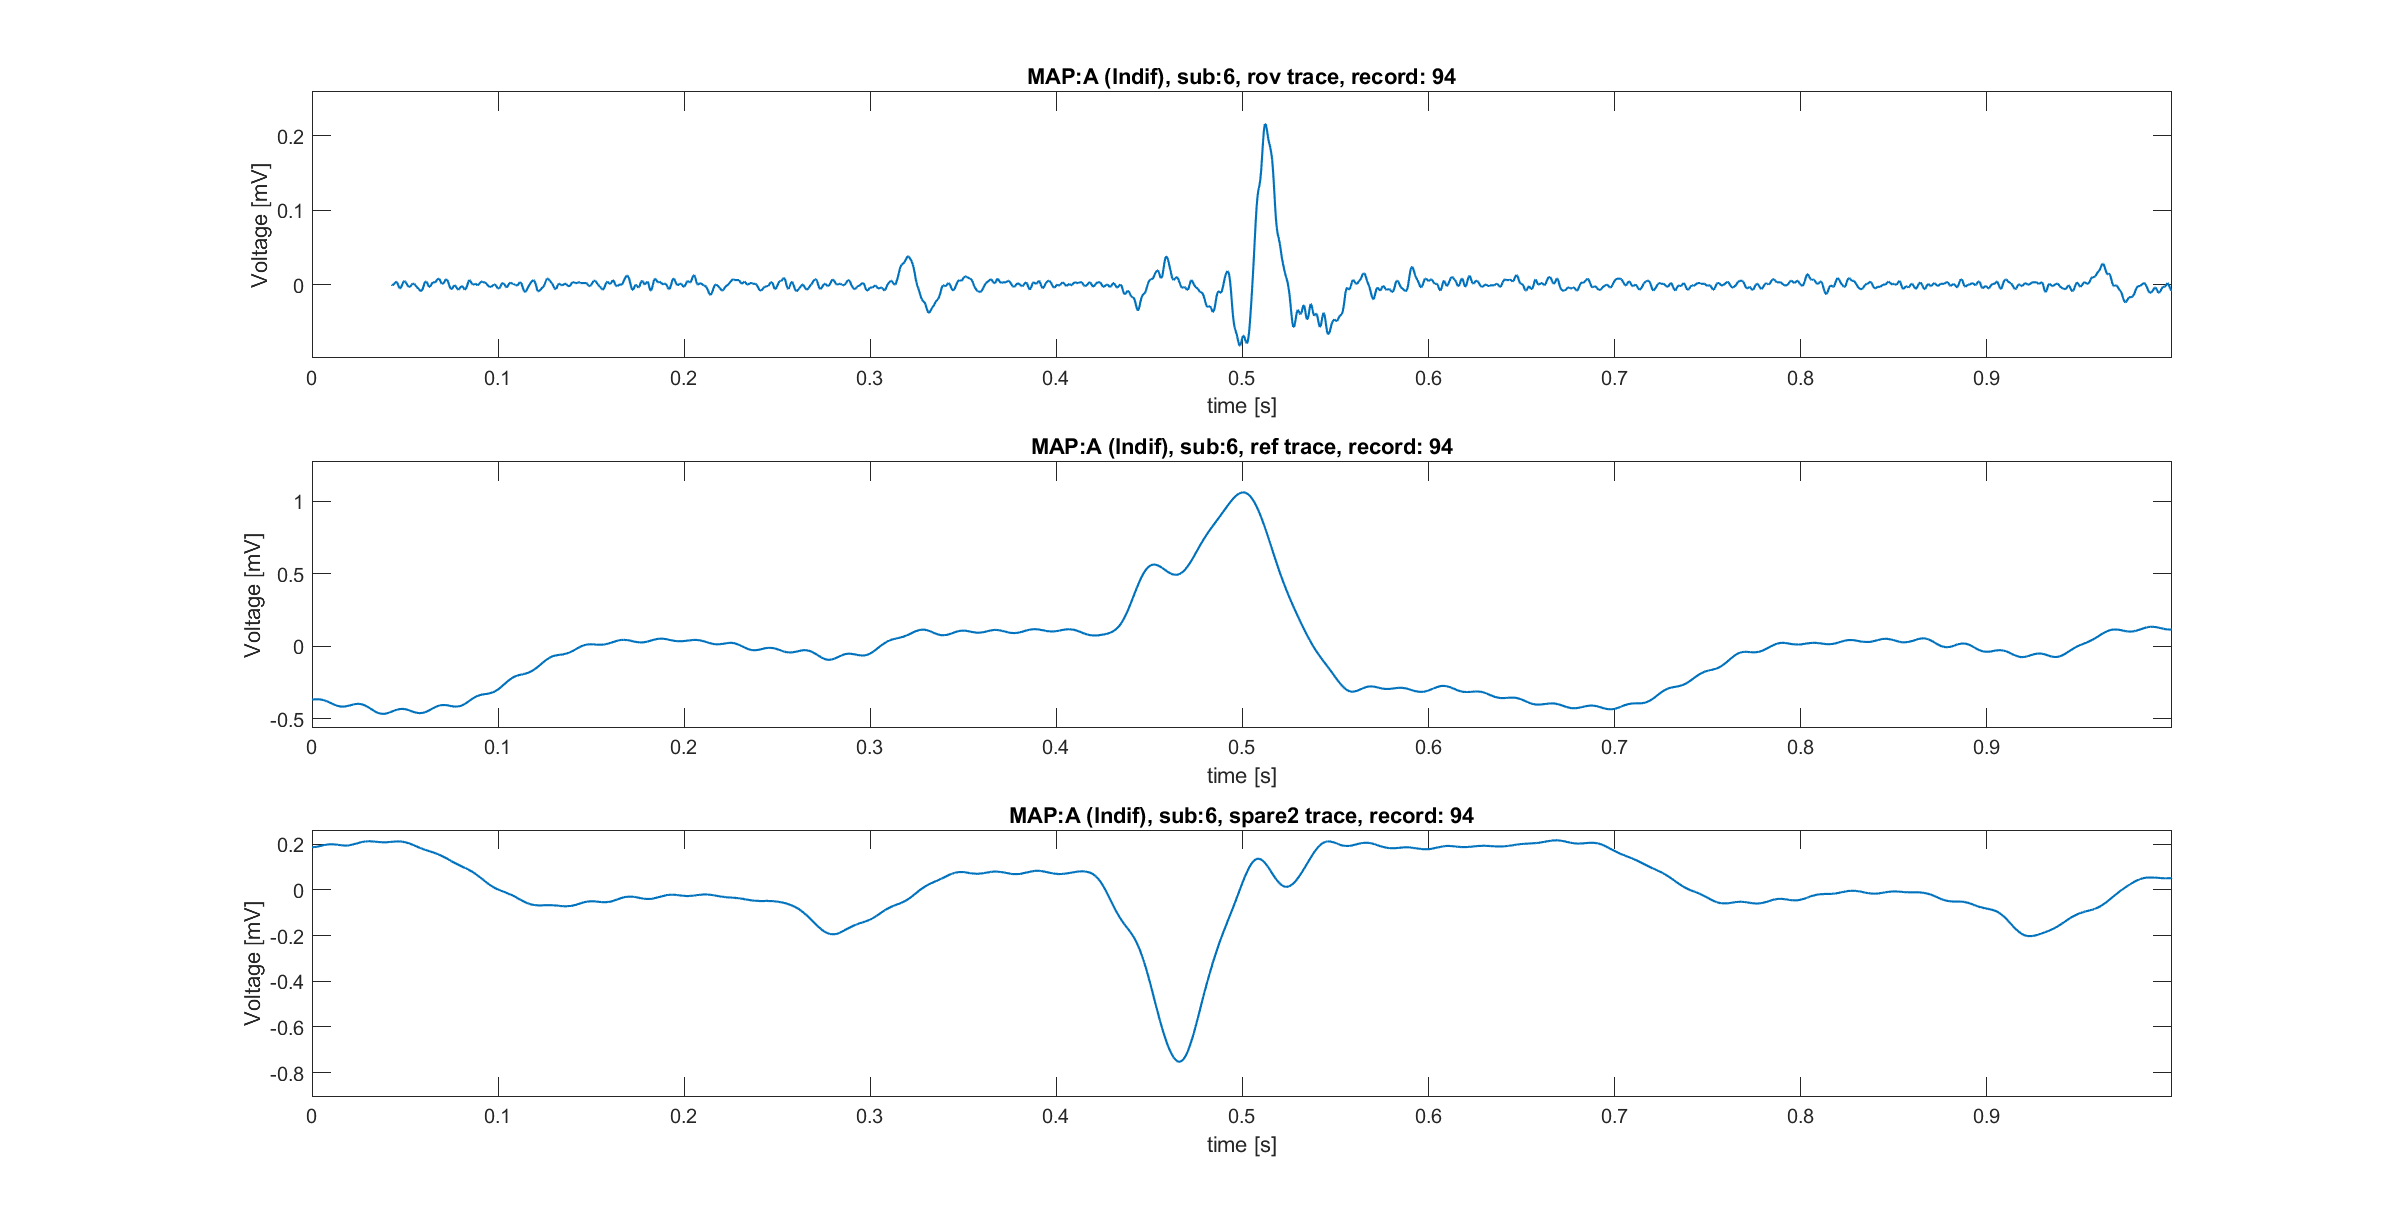 MAP:A (Indif), sub:6, rov trace, record: 94
Voltage [mV]
0.2
0.1
0
0 0.1 0.2 0.3 0.4 0.5 0.6 0.7 0.8 0.9
time [s]
MAP:A (Indif), sub:6, ref trace, record: 94
Voltage [mV]
1
0.5
0
-0.5
0 0.1 0.2 0.3 0.4 0.5 0.6 0.7 0.8 0.9
time [s]
MAP:A (Indif), sub:6, spare2 trace, record: 94
Voltage [mV]
0.2
0
-0.2
-0.4
-0.6
-0.8
0 0.1 0.2 0.3 0.4 0.5 0.6 0.7 0.8 0.9
time [s]